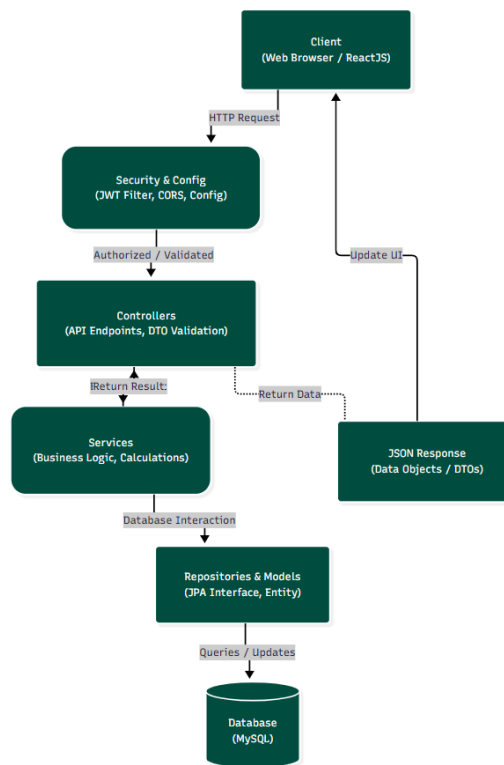 Client
(Web Browser / ReactJS)
HTTP Request
Security & Config
(JWT Filter, CORS, Config)
Authorized / Validated
Update UI
Controllers
(API Endpoints, DTO Validation)
!Return Result:
Return Data
Services
(Business Logic, Calculations)
JSON Response
(Data Objects / DTOs)
Database Interaction
Repositories & Models
(JPA Interface, Entity)
Queries / Updates
Database
(MySQL)